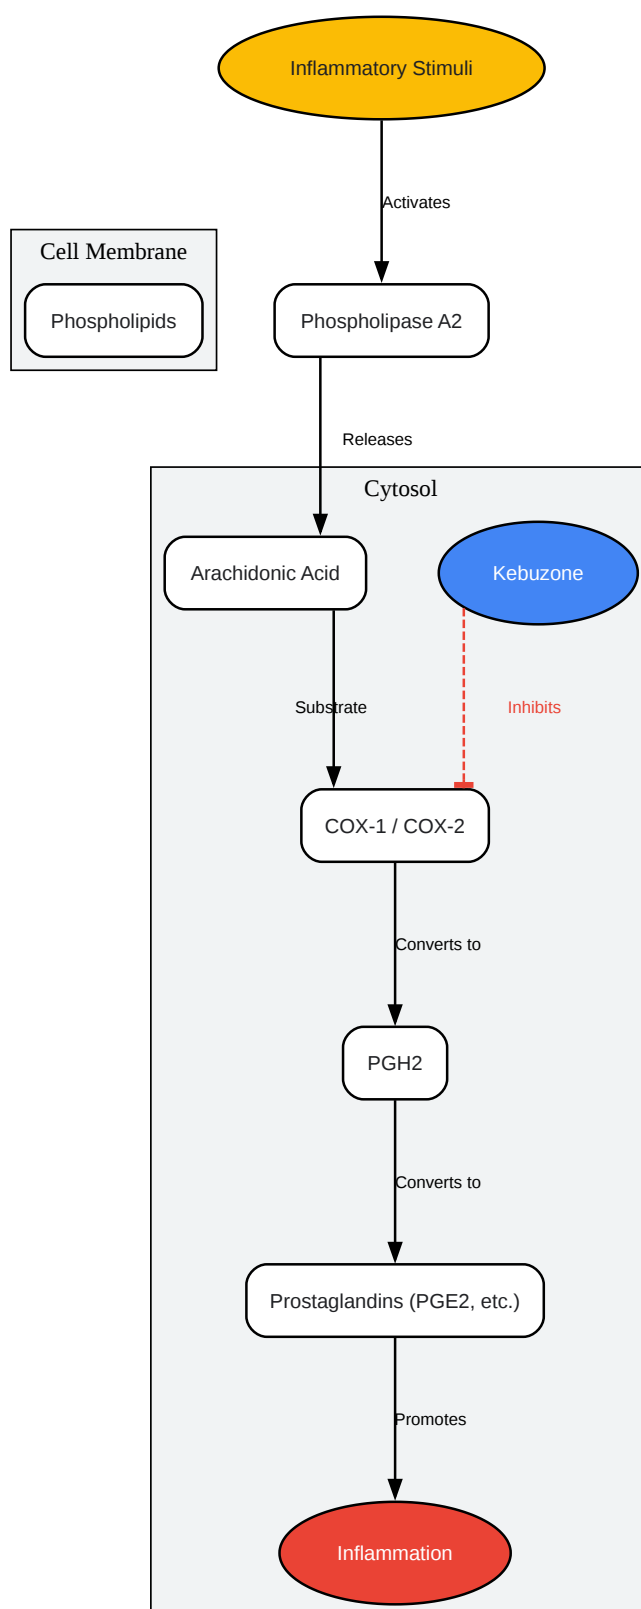 Inflammatory Stimuli
Activates
Cell Membrane
Phospholipids
Phospholipase A2
Releases
Cytosol
Arachidonic Acid
Kebuzone
Substrate
Inhibits
COX-1 / COX-2
Converts to
PGH2
Converts to
Prostaglandins (PGE2, etc.)
Promotes
Inflammation